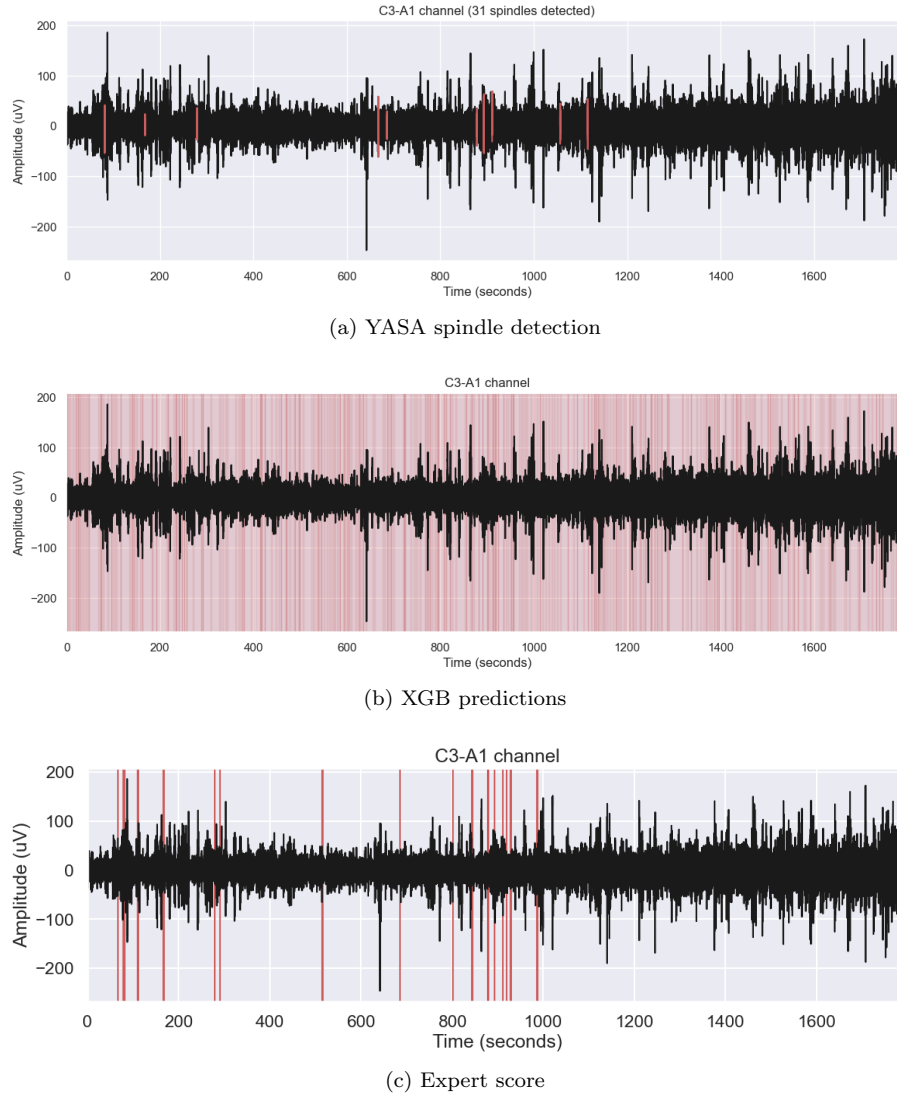 C3-A1 channel (31 spindles detected)
200
100
0
−100
−200
Amplitude (uV)
0 200 400 600 800 1000 1200 1400 1600
Time (seconds)
(a) YASA spindle detection
C3-A1 channel
200
100
0
−100
−200
Amplitude (uV)
0 200 400 600 800 1000 1200 1400 1600
Time (seconds)
(b) XGB predictions
C3-A1 channel
200
100
0
−100
−200
Amplitude (uV)
0 200 400 600 800 1000 1200 1400 1600
Time (seconds)
(c) Expert score